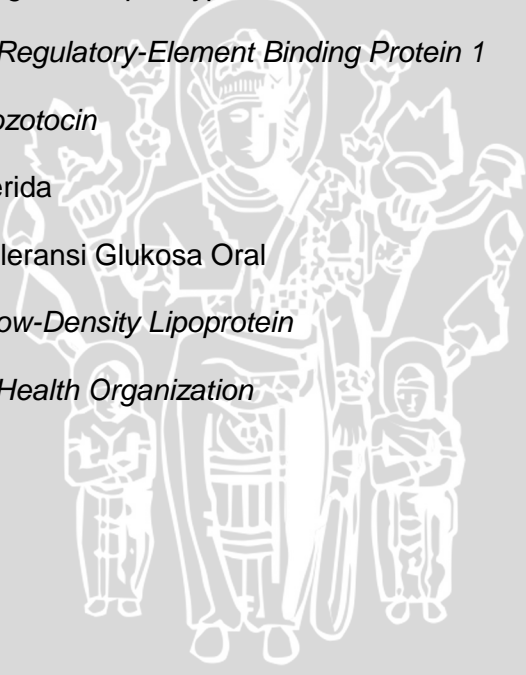 Regulatory-Element Binding Protein 1
ozotocin
erida
leransi Glukosa Oral
ow-Density Lipoprotein
Health Organization